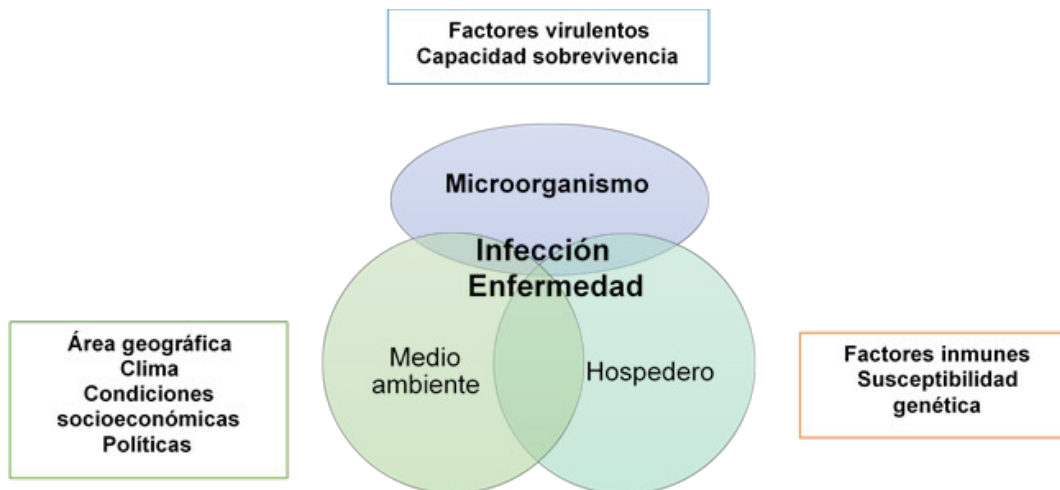 Factores virulentos
Capacidad sobrevivencia
Microorganismo
Infección
Enfermedad
Área geográfica
Clima
Condiciones
socioeconómicas
Políticas
Medio
ambiente
Hospedero
Factores inmunes
Susceptibilidad
genética